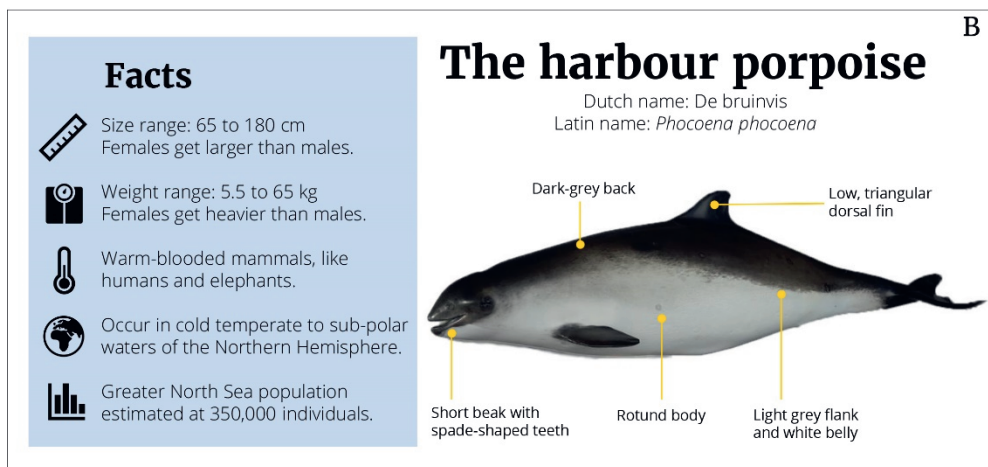 B
Facts
Size range: 65 to 180 cm
Females get larger than males.
Weight range: 5.5 to 65 kg
Females get heavier than males.
Warm-blooded mammals, like
humans and elephants.
Occur in cold temperate to sub-polar
waters of the Northern Hemisphere.
Greater North Sea population
estimated at 350,000 individuals.
The harbour porpoise
Dutch name: De bruinvis
Latin name: Phocoena phocoena
Dark-grey back
Low, triangular
dorsal fin
Short beak with
spade-shaped teeth
Rotund body
Light grey flank
and white belly